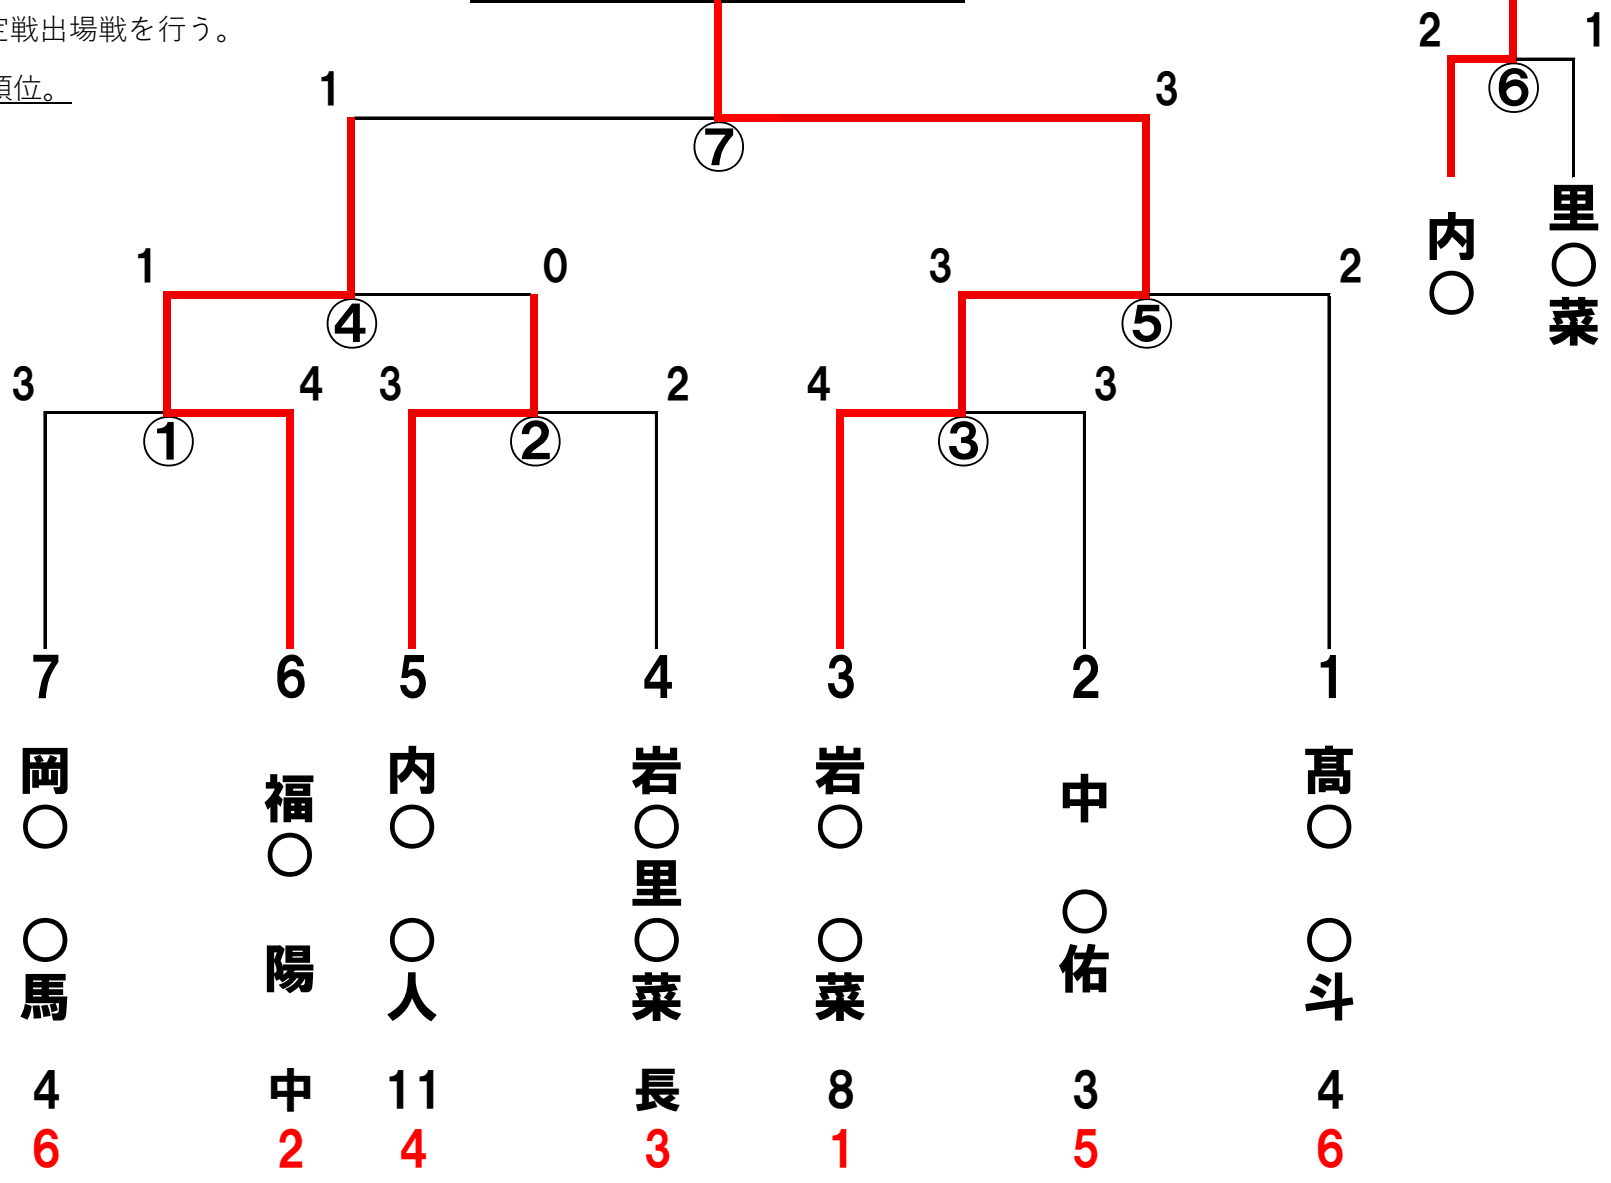 定戦出場戦を行う。
順位。
2 1
⑥
内○
里○菜
1 3
⑦
1 0 3 2
④ ⑤
3 4 3 2 4 3
① ② ③
7 6 5 4 3 2 1
岡○ ○馬
福○ 陽
内○ ○人
岩○里○菜
岩○ ○菜
中 ○佑
髙○ ○斗
4 中 11 長 8 3 4
6 2 4 3 1 5 6